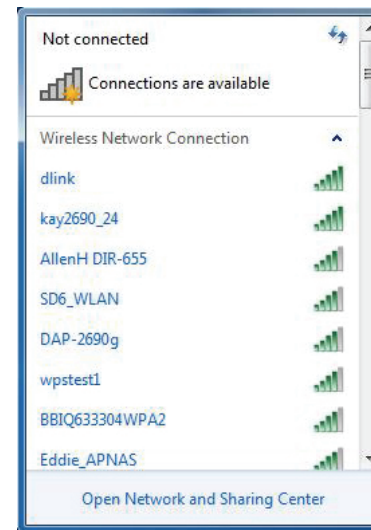 Not connected
Connections are available
Wireless Network Connection
dlink
kay2690_24
AllenH DIR-655
SD6_WLAN
DAP-2690g
wpstest1
BBIQ633304WPA2
Eddie_APNAS
Open Network and Sharing Center